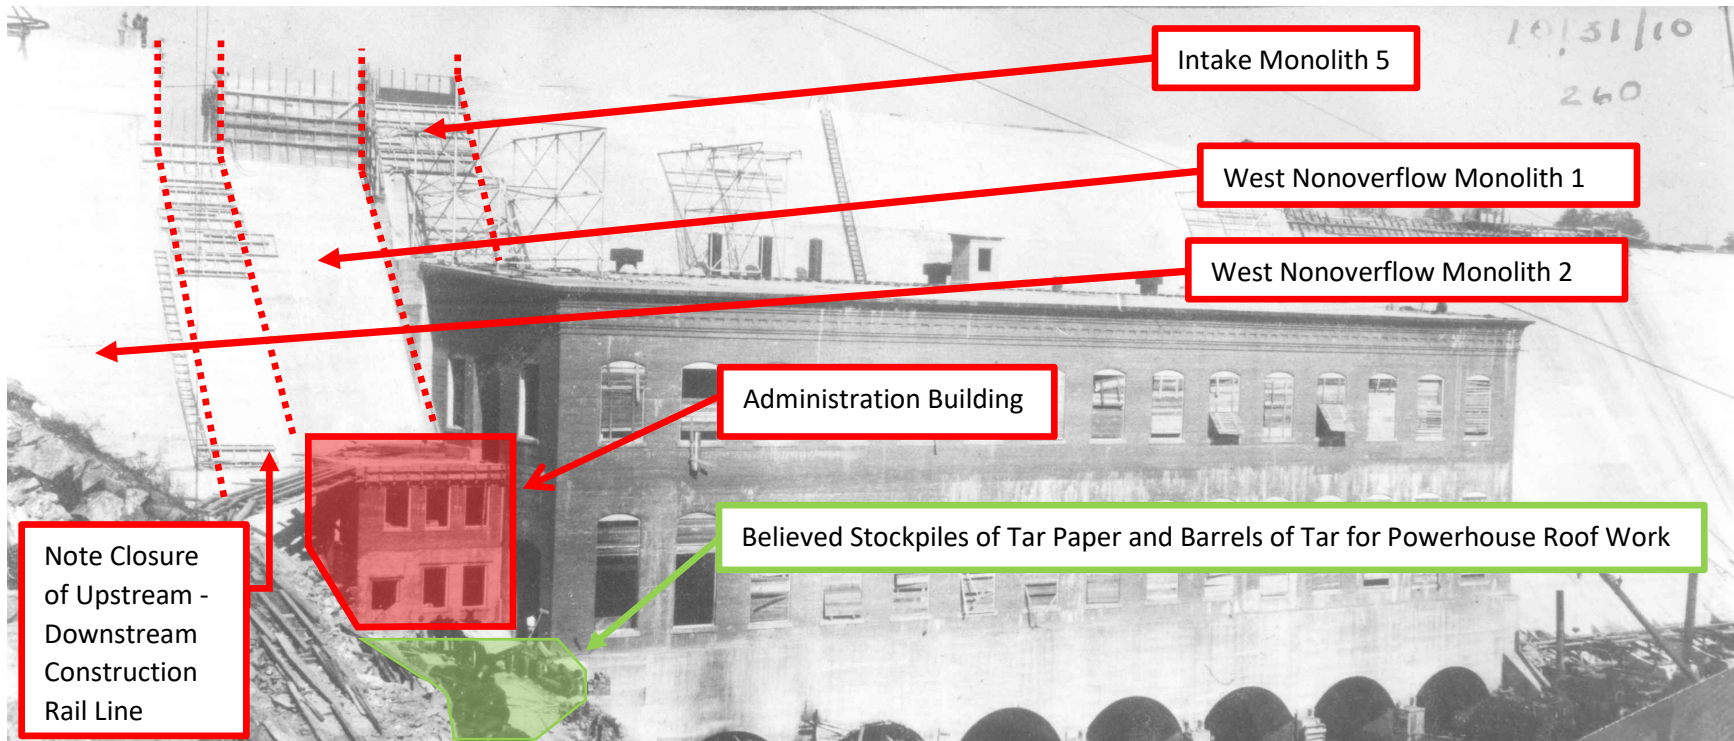 10/31/10
260
Intake Monolith 5
West Nonoverflow Monolith 1
West Nonoverflow Monolith 2
Administration Building
Believed Stockpiles of Tar Paper and Barrels of Tar for Powerhouse Roof Work
Note Closure
of Upstream -
Downstream
Construction
Rail Line